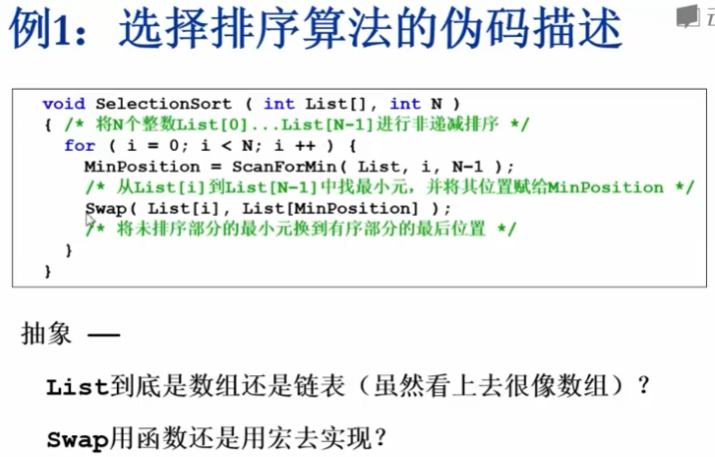 例1：选择排序算法的伪码描述
void SelectionSort ( int List[], int N )
{ /* 将N个整数List[0]...List[N-1]进行非递减排序 */
for ( i = 0; i < N; i ++ ) {
MinPosition = ScanForMin( List, i, N-1 );
/* 从List[i]到List[N-1]中找最小元，并将其位置赋给MinPosition */
Swap( List[i], List[MinPosition] );
/* 将未排序部分的最小元换到有序部分的最后位置 */
}
}
抽象 ——
List到底是数组还是链表（虽然看上去很像数组）？
Swap用函数还是用宏去实现？